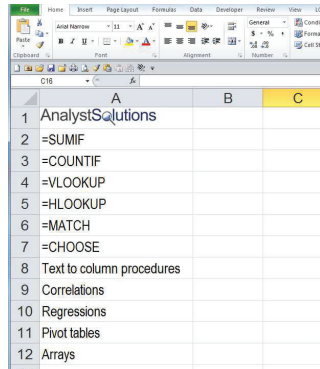 File Home Insert Page Layout Formulas Data Developer Review View
Arial Narrow 11 A A General
Paste B I U A $ % ,
Clipboard Font Alignment Number Cell St
C16 fx
A B C
1 AnalystSolutions
2 =SUMIF
3 =COUNTIF
4 =VLOOKUP
5 =HLOOKUP
6 =MATCH
7 =CHOOSE
8 Text to column procedures
9 Correlations
10 Regressions
11 Pivot tables
12 Arrays